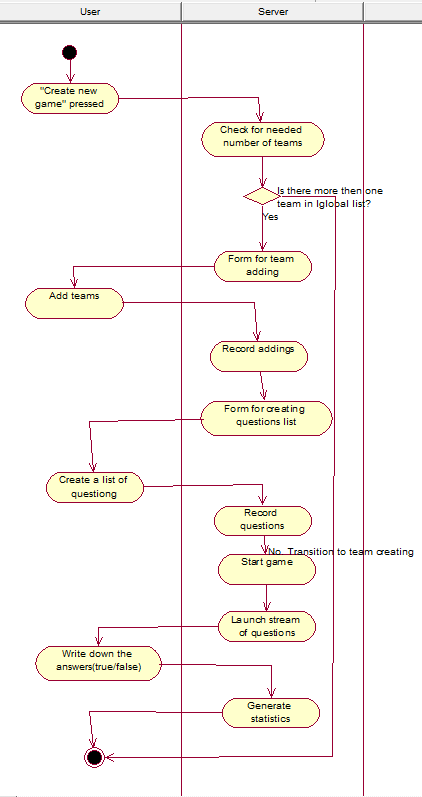 User
Server
"Create new
game" pressed
Check for needed
number of teams
Is there more then one
team in lglobal list?
Yes
Form for team
adding
Add teams
Record addings
Form for creating
questions list
Create a list of
questiong
Record
questions
No. Transition to team creating
Start game
Launch stream
of questions
Write down the
answers(true/false)
Generate
statistics